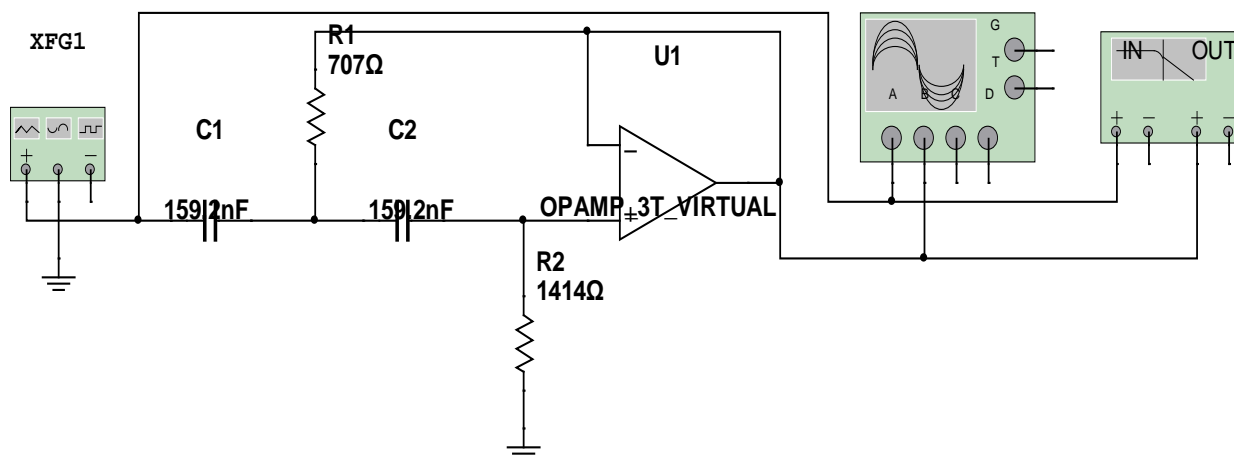 XFG1
R1
707Ω
U1
G
T
IN
OUT
A
B
C
D
C1
C2
159.2nF
159.2nF
OPAMP_3T_VIRTUAL
R2
1414Ω